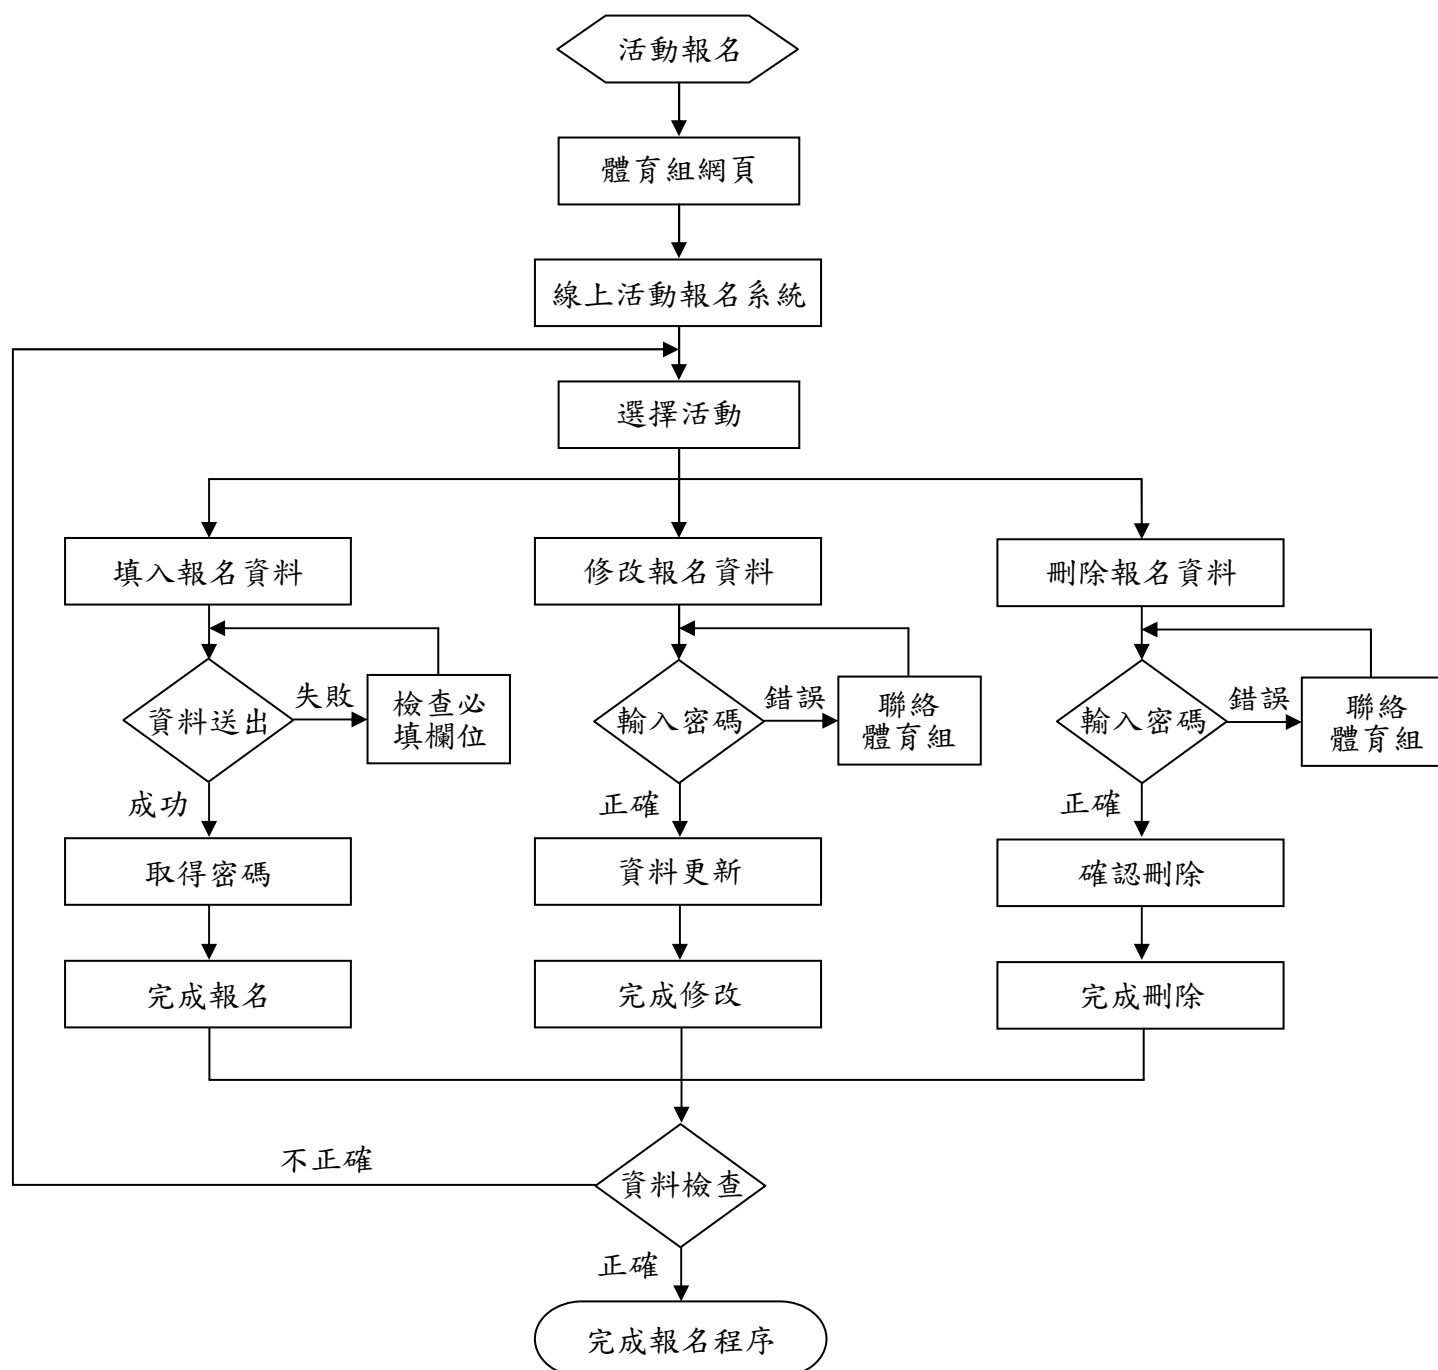 活動報名
體育組網頁
線上活動報名系統
選擇活動
填入報名資料
修改報名資料
刪除報名資料
資料送出
失敗
檢查必
填欄位
輸入密碼
錯誤
聯絡
體育組
輸入密碼
錯誤
聯絡
體育組
成功
正確
正確
取得密碼
資料更新
確認刪除
完成報名
完成修改
完成刪除
不正確
資料檢查
正確
完成報名程序